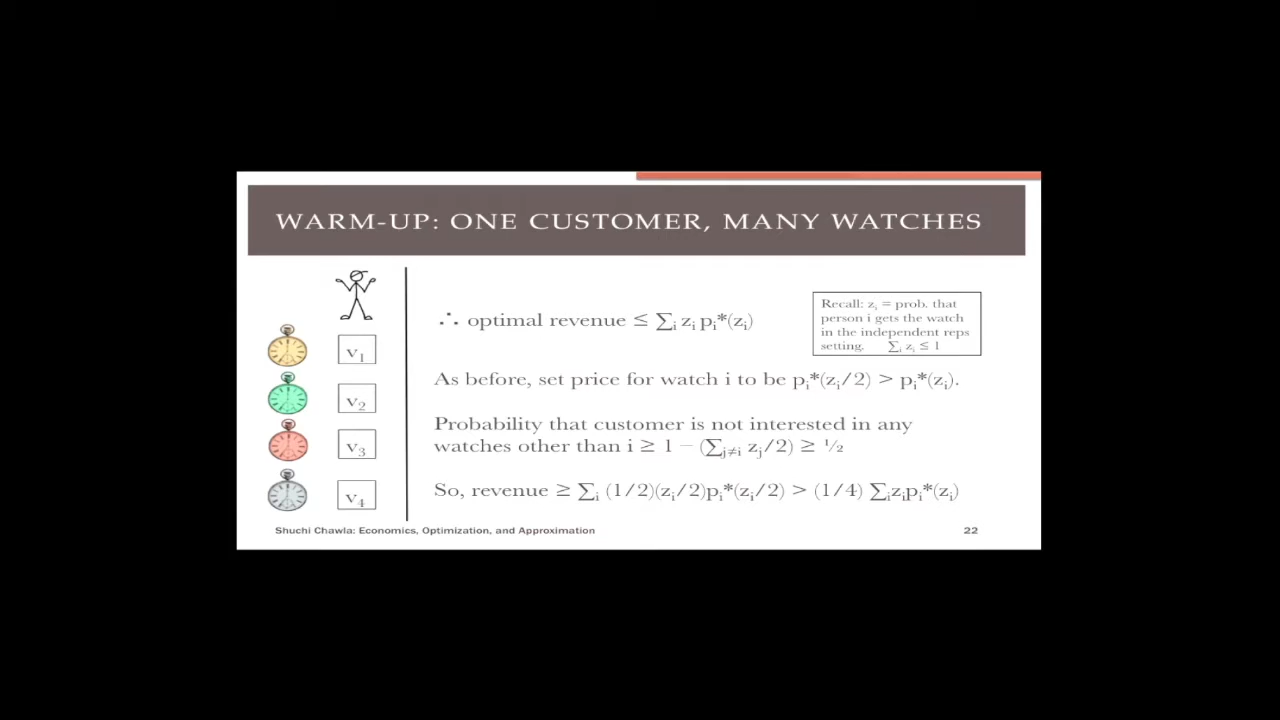 WARM-UP: ONE CUSTOMER, MANY WATCHES
v₁
v₂
v₃
v₄
∴ optimal revenue ≤ ∑ᵢ zᵢ pᵢ*(zᵢ)
Recall: zᵢ = prob. that
person i gets the watch
in the independent reps
setting. ∑ᵢ zᵢ ≤ 1
As before, set price for watch i to be pᵢ*(zᵢ/2) > pᵢ*(zᵢ).
Probability that customer is not interested in any
watches other than i ≥ 1 – (∑ⱼ≠ᵢ zⱼ/2) ≥ ½
So, revenue ≥ ∑ᵢ (1/2)(zᵢ/2)pᵢ*(zᵢ/2) > (1/4) ∑ᵢzᵢpᵢ*(zᵢ)
Shuchi Chawla: Economics, Optimization, and Approximation
22